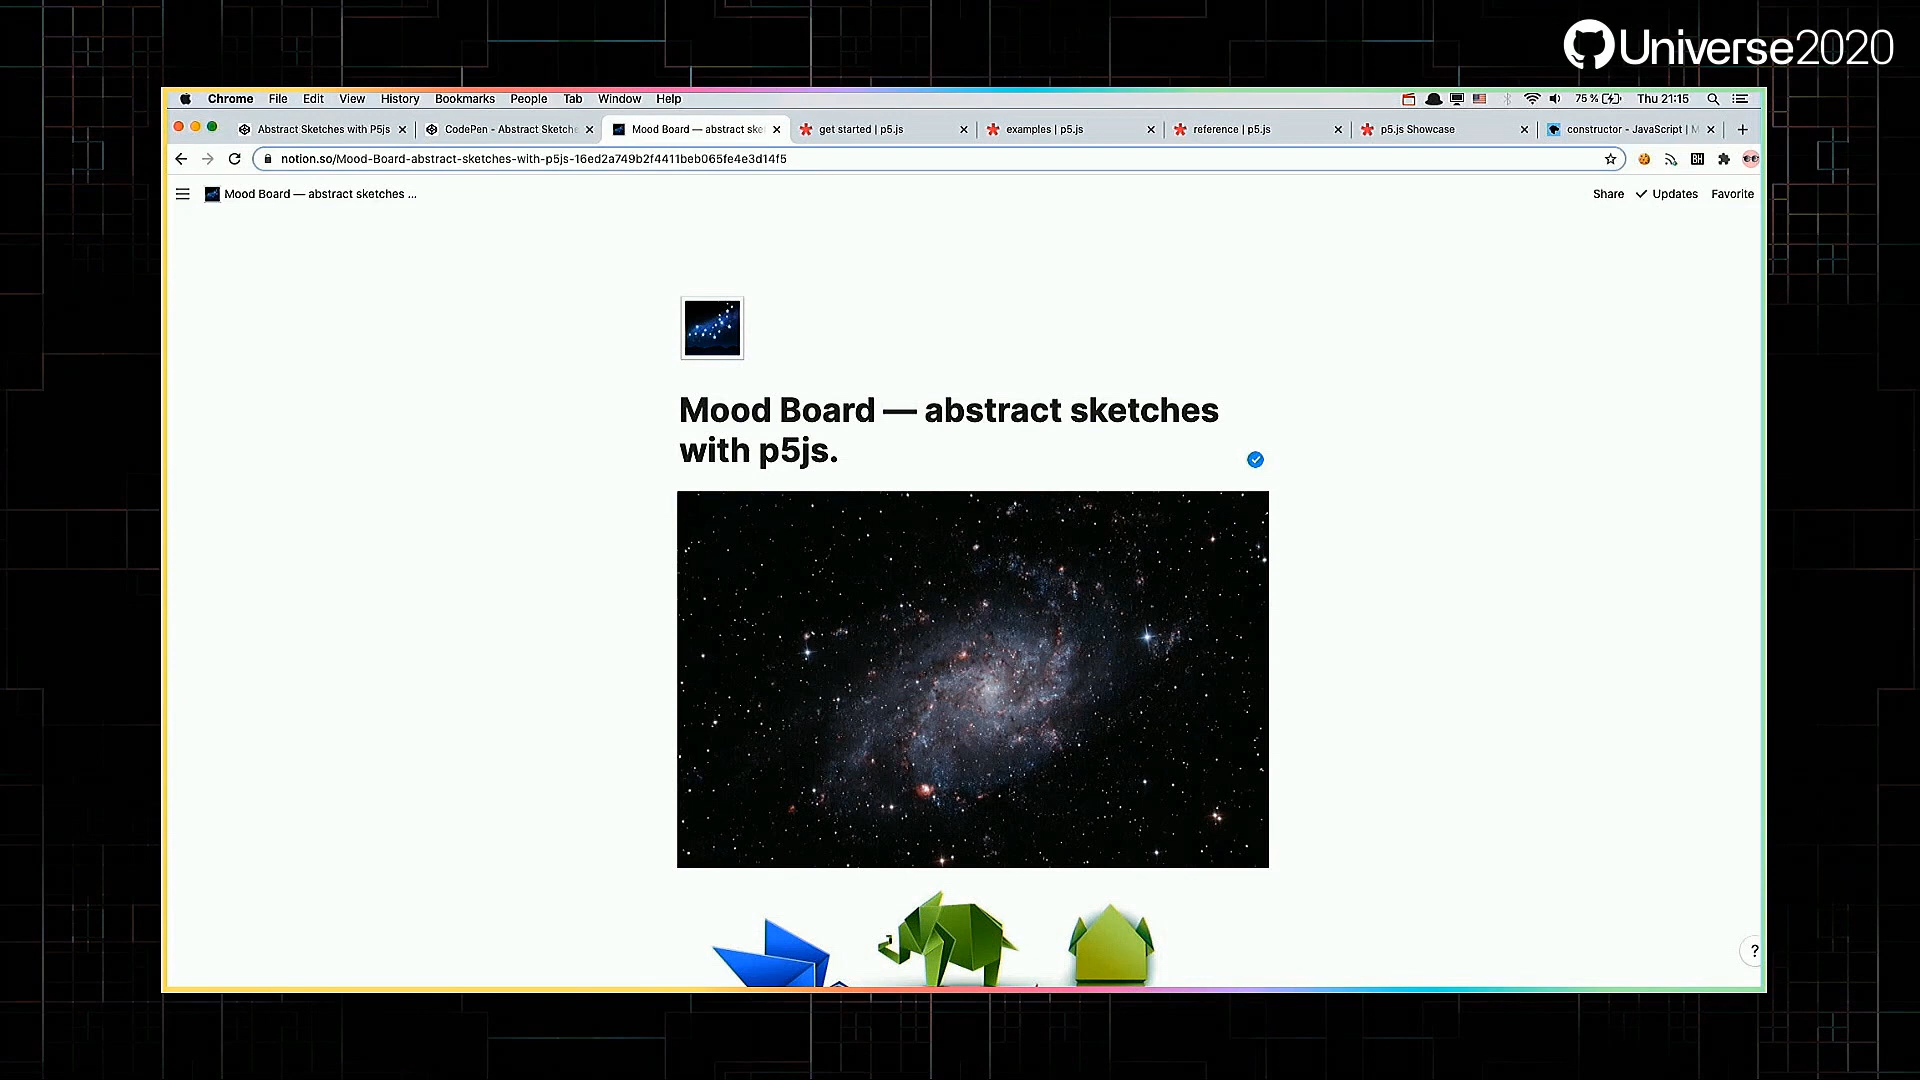 Universe2020
Chrome File Edit View History Bookmarks People Tab Window Help 75 % Thu 21:15
Abstract Sketches with P5js CodePen - Abstract Sketche Mood Board — abstract ske get started | p5.js examples | p5.js reference | p5.js p5.js Showcase constructor - JavaScript | M
notion.so/Mood-Board-abstract-sketches-with-p5js-16ed2a749b2f4411beb065fe4e3d14f5 BH
Mood Board — abstract sketches ... Share Updates Favorite
Mood Board — abstract sketches
with p5js.
?